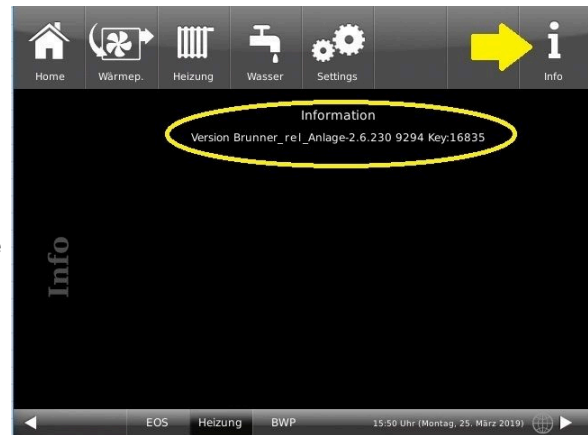 Home Wärmep. Heizung Wasser Settings Info
Information
Version Brunner_rel_Anlage-2.6.230 9294 Key:16835
Info
EOS Heizung BWP 15:50 Uhr (Montag, 25. März 2019)